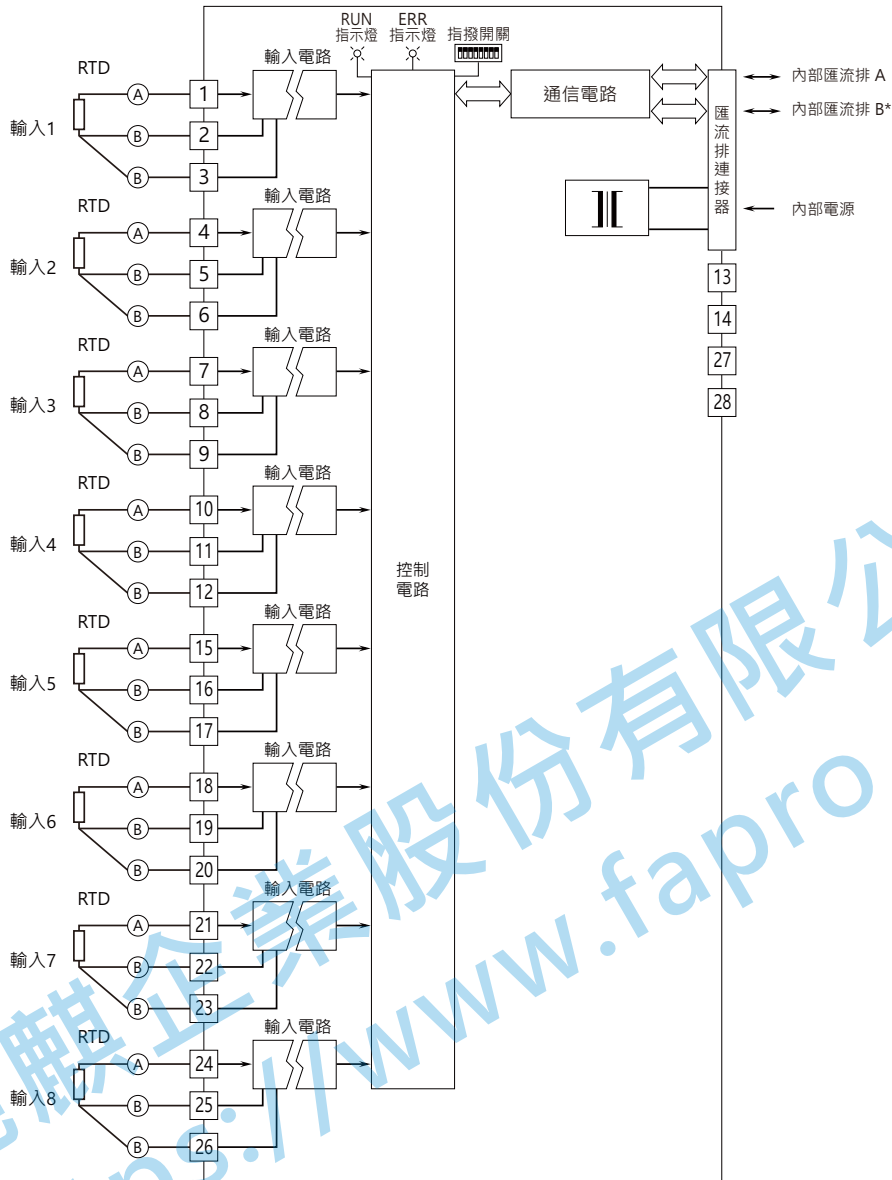 RUN
指示燈
ERR
指示燈
指撥開關
RTD
輸入電路
A
1
輸入1
B
2
B
3
通信電路
內部匯流排 A
內部匯流排 B*
匯流排連接器
內部電源
13
14
27
28
RTD
輸入電路
A
4
輸入2
B
5
B
6
RTD
輸入電路
A
7
輸入3
B
8
B
9
RTD
輸入電路
A
10
輸入4
B
11
B
12
控制
電路
RTD
輸入電路
A
15
輸入5
B
16
B
17
RTD
輸入電路
A
18
輸入6
B
19
B
20
RTD
輸入電路
A
21
輸入7
B
22
B
23
RTD
輸入電路
A
24
輸入8
B
25
B
26
麒企業股份有限公
ps://www.fapro